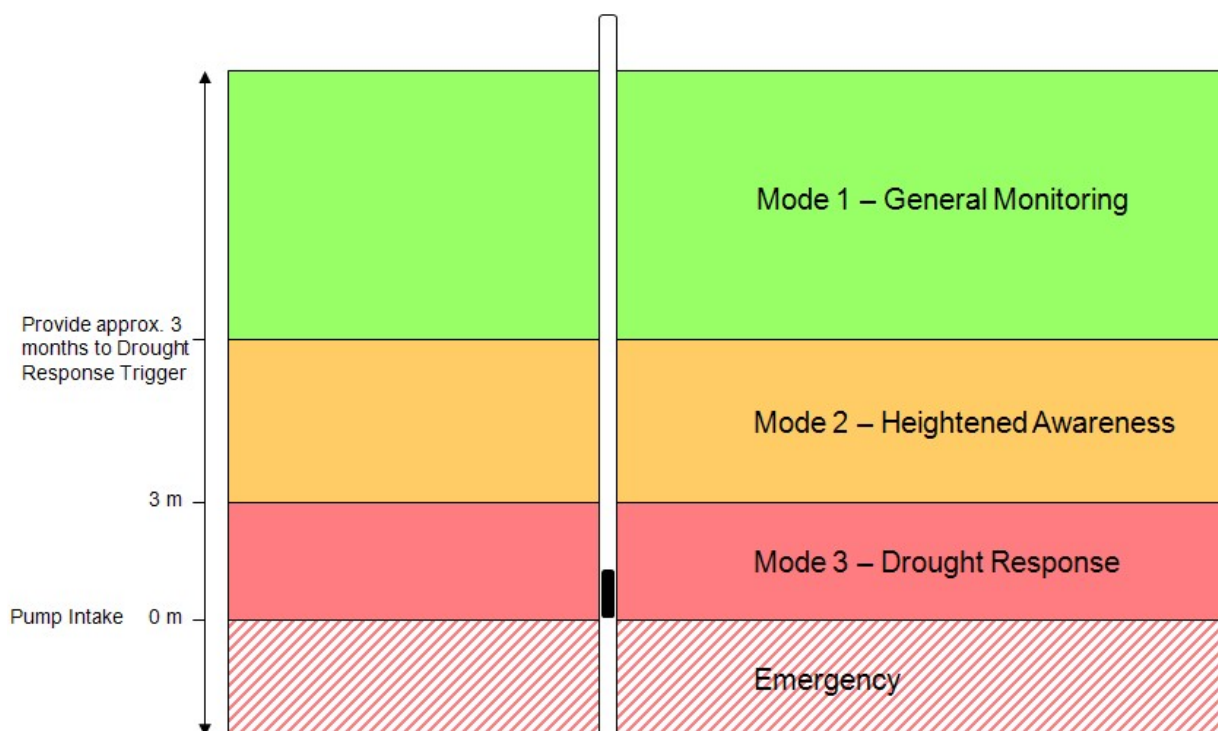 Mode 1 – General Monitoring
Provide approx. 3
months to Drought
Response Trigger
Mode 2 – Heightened Awareness
3 m
Mode 3 – Drought Response
Pump Intake 0 m
Emergency